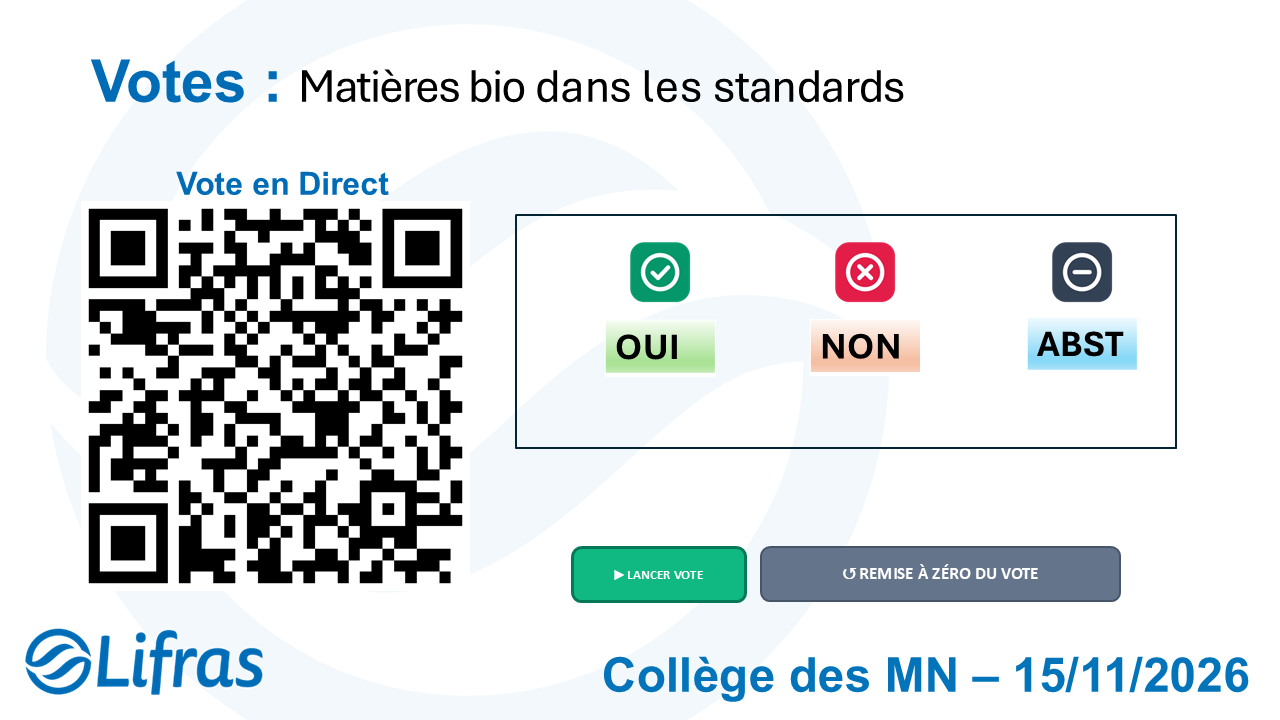 Votes : Matières bio dans les standards
Vote en Direct
OUI
NON
ABST
▶ LANCER VOTE
↺ REMISE À ZÉRO DU VOTE
Lifras
Collège des MN – 15/11/2026